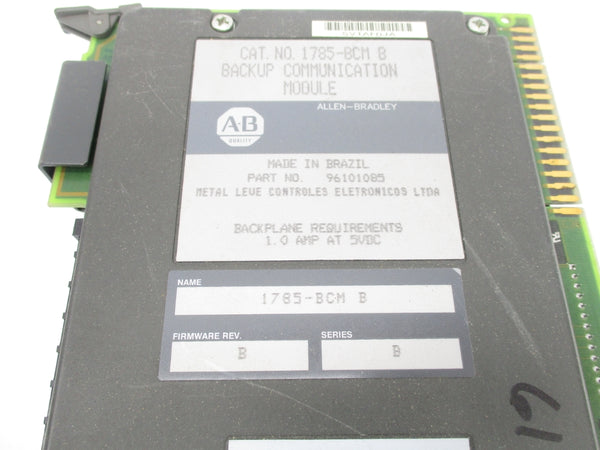 CAT. NO. 1785-BCM B
BACKUP COMMUNICATION
MODULE
ALLEN-BRADLEY
A-B
QUALITY
MADE IN BRAZIL
PART NO. 96101085
METAL LEVE CONTROLES ELETRONICOS LTDA
BACKPLANE REQUIREMENTS
1.0 AMP AT 5VDC
NAME
1785-BCM B
FIRMWARE REV.
B
SERIES
B